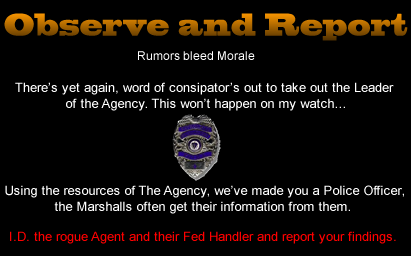 Observe and Report
Rumors bleed Morale
There's yet again, word of consipator's out to take out the Leader
of the Agency. This won't happen on my watch...
Using the resources of The Agency, we've made you a Police Officer,
the Marshalls often get their information from them.
I.D. the rogue Agent and their Fed Handler and report your findings.